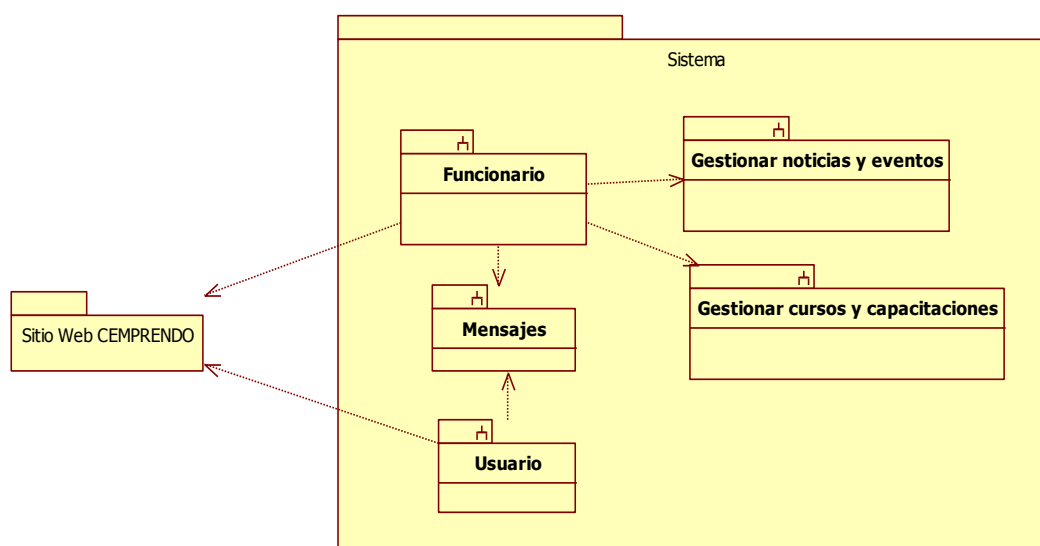 Sistema
Gestionar noticias y eventos
Funcionario
Gestionar cursos y capacitaciones
Mensajes
Sitio Web CEMPRENDO
Usuario